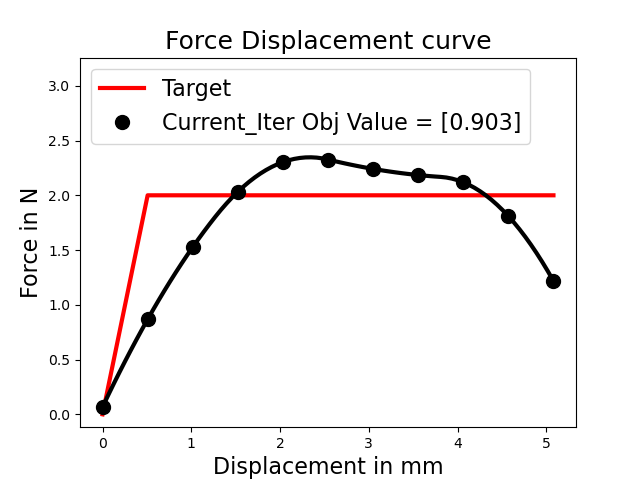 Force Displacement curve
Target
Current_Iter Obj Value = [0.903]
3.0
2.5
2.0
1.5
1.0
0.5
0.0
Force in N
0 1 2 3 4 5
Displacement in mm